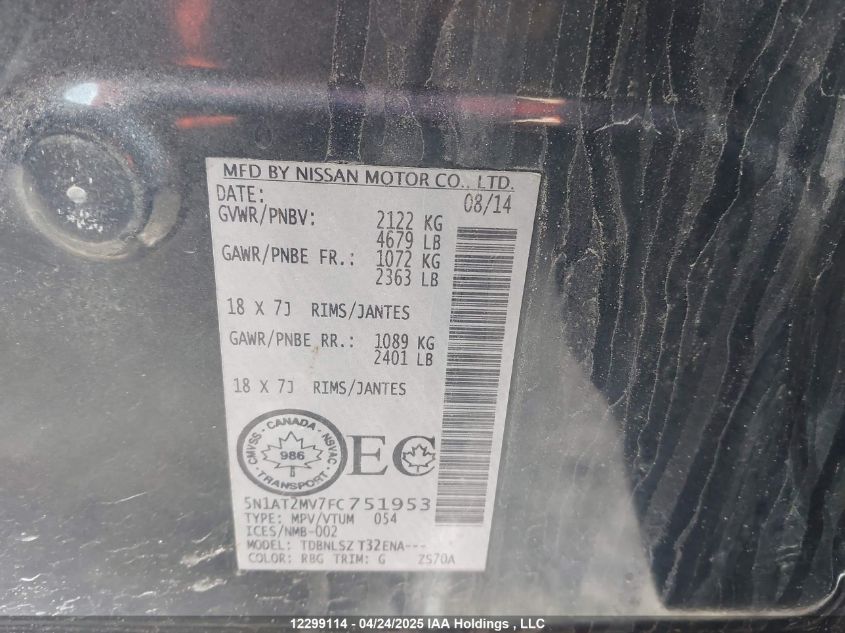 MFD BY NISSAN MOTOR CO., LTD.
DATE: 08/14
GVWR/PNBV: 2122 KG
4679 LB
GAWR/PNBE FR.: 1072 KG
2363 LB
18 X 7J RIMS/JANTES
GAWR/PNBE RR.: 1089 KG
2401 LB
18 X 7J RIMS/JANTES
CANADA
CMVSS 986 NSVAC
TRANSPORT
EC
5N1AT2MV7FC751953
TYPE: MPV/VTUM 054
ICES/NMB-002
MODEL: TDBNLSZ T32ENA---
COLOR: RBG TRIM: G ZS70A
12299114 - 04/24/2025 IAA Holdings , LLC